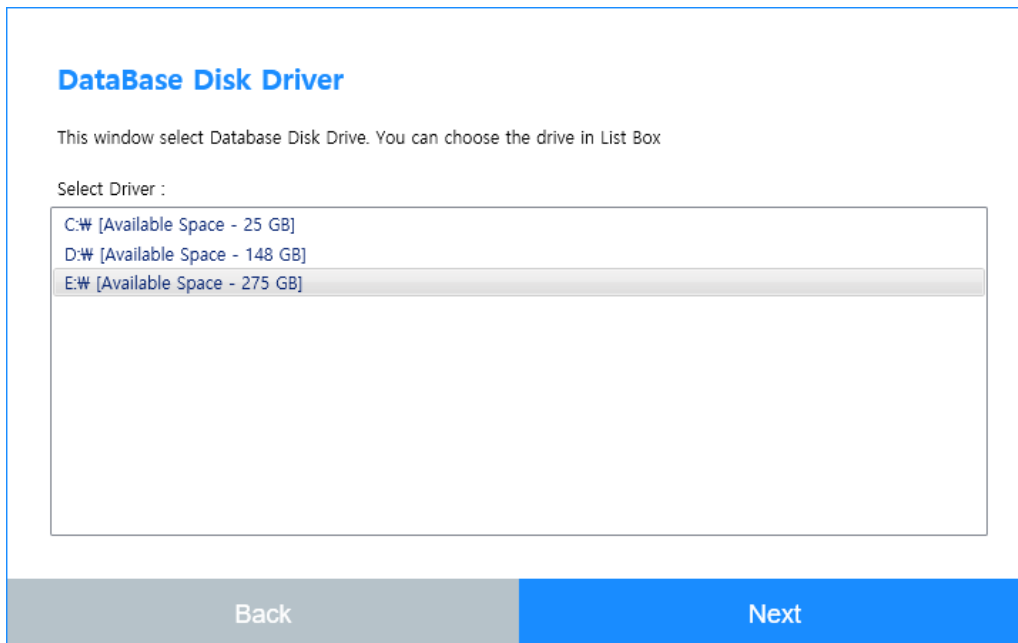 DataBase Disk Driver
This window select Database Disk Drive. You can choose the drive in List Box
Select Driver :
C:₩ [Available Space - 25 GB]
D:₩ [Available Space - 148 GB]
E:₩ [Available Space - 275 GB]
Back
Next